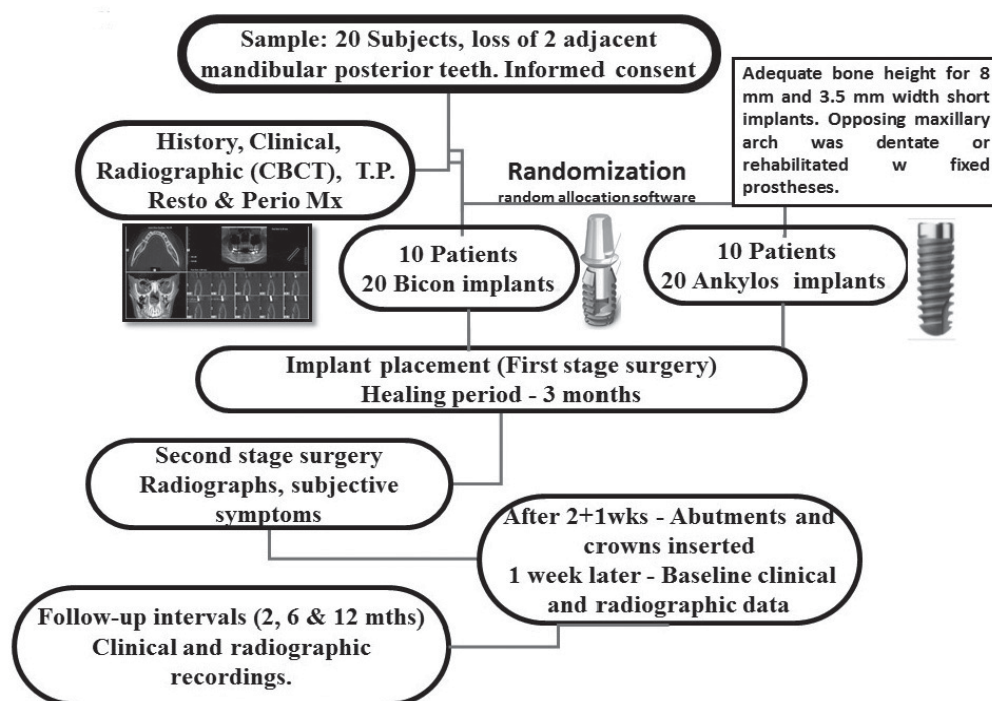 Sample: 20 Subjects, loss of 2 adjacent
mandibular posterior teeth. Informed consent
Adequate bone height for 8
mm and 3.5 mm width short
implants. Opposing maxillary
arch was dentate or
rehabilitated w fixed
prostheses.
History, Clinical,
Radiographic (CBCT), T.P.
Resto & Perio Mx
Randomization
random allocation software
10 Patients
20 Bicon implants
10 Patients
20 Ankylos implants
Implant placement (First stage surgery)
Healing period - 3 months
Second stage surgery
Radiographs, subjective
symptoms
After 2+1wks - Abutments and
crowns inserted
1 week later - Baseline clinical
and radiographic data
Follow-up intervals (2, 6 & 12 mths)
Clinical and radiographic
recordings.